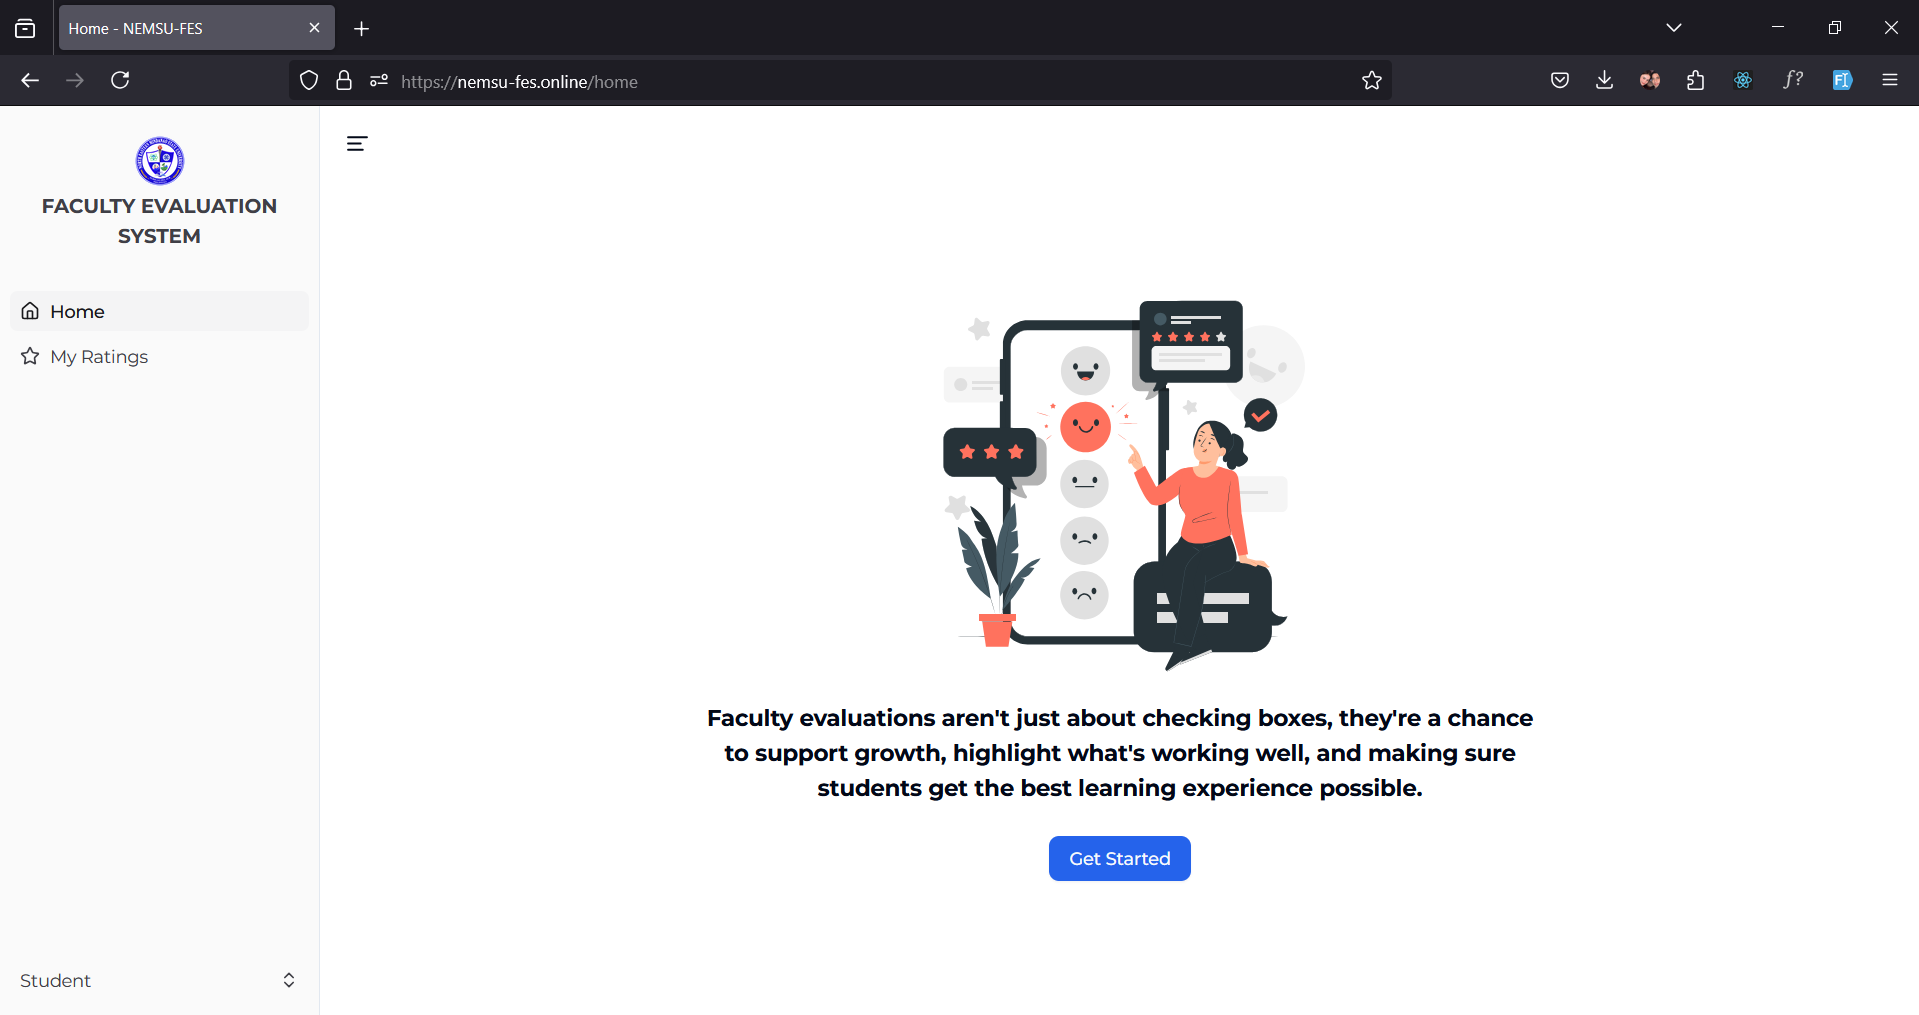 Home - NEMSU-FES
https://nemsu-fes.online/home
f?
FACULTY EVALUATION
SYSTEM
Home
My Ratings
Faculty evaluations aren't just about checking boxes, they're a chance
to support growth, highlight what's working well, and making sure
students get the best learning experience possible.
Get Started
Student